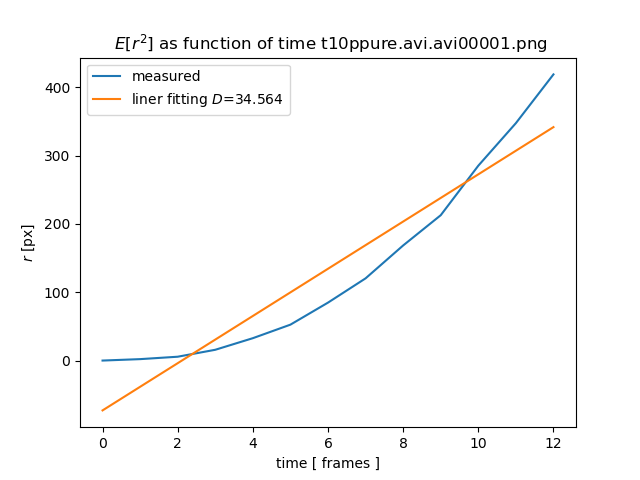 E[r²] as function of time t10ppure.avi.avi00001.png
measured
liner fitting D=34.564
400
300
200
100
0
r [px]
0 2 4 6 8 10 12
time [ frames ]